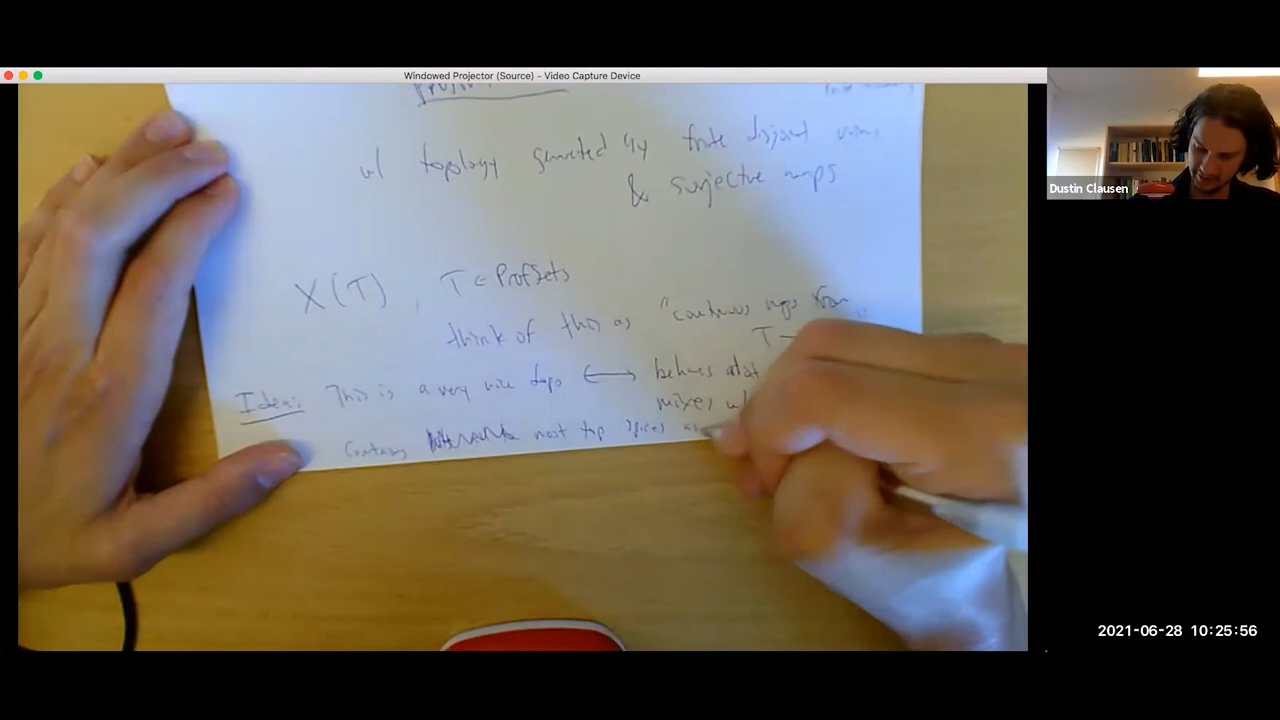 Windowed Projector (Source) - Video Capture Device
w/ topology generated by finite disjoint
& surjective maps
X(T), T ∈ ProfSets
think of this as "continuous maps from
T —
Idea: This is a very nice topos ⟷ behaves
mixes w/
Contains most top spaces as
Dustin Clausen
2021-06-28 10:25:56